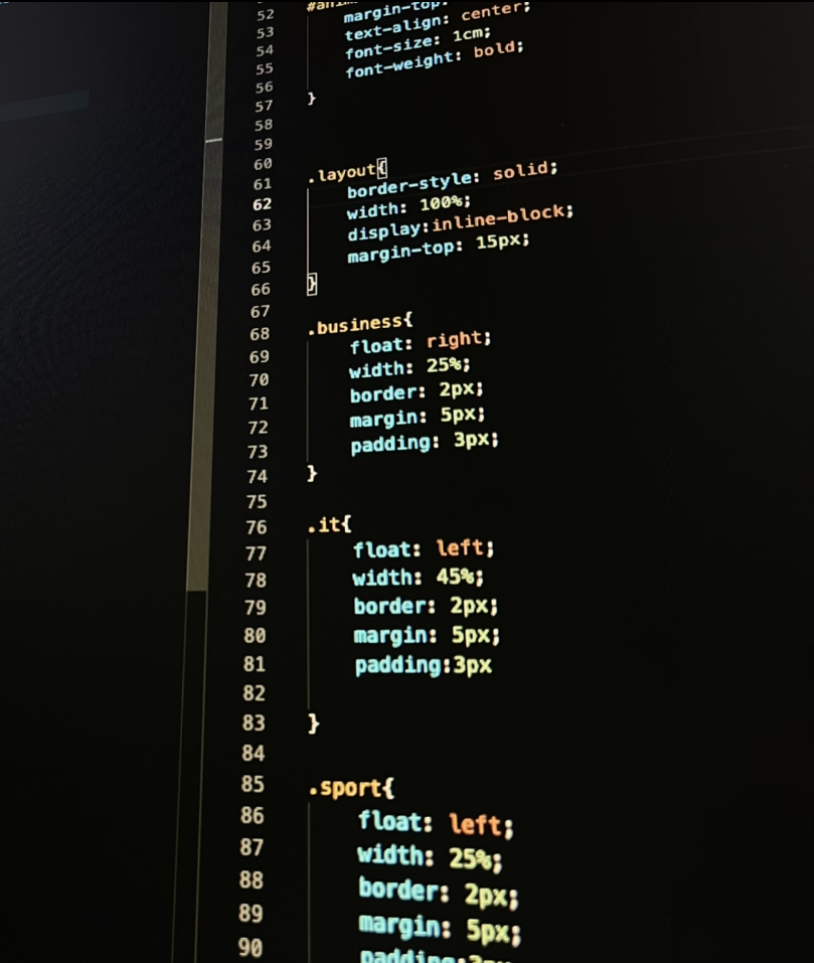 52 margin-top:
53 text-align: center;
54 font-size: 1cm;
55 font-weight: bold;
56
57 }
58
59
60 .layout{
61 border-style: solid;
62 width: 100%;
63 display:inline-block;
64 margin-top: 15px;
65
66 }
67
68 .business{
69 float: right;
70 width: 25%;
71 border: 2px;
72 margin: 5px;
73 padding: 3px;
74 }
75
76 .it{
77 float: left;
78 width: 45%;
79 border: 2px;
80 margin: 5px;
81 padding:3px
82
83 }
84
85 .sport{
86 float: left;
87 width: 25%;
88 border: 2px;
89 margin: 5px;
90 padding:3px